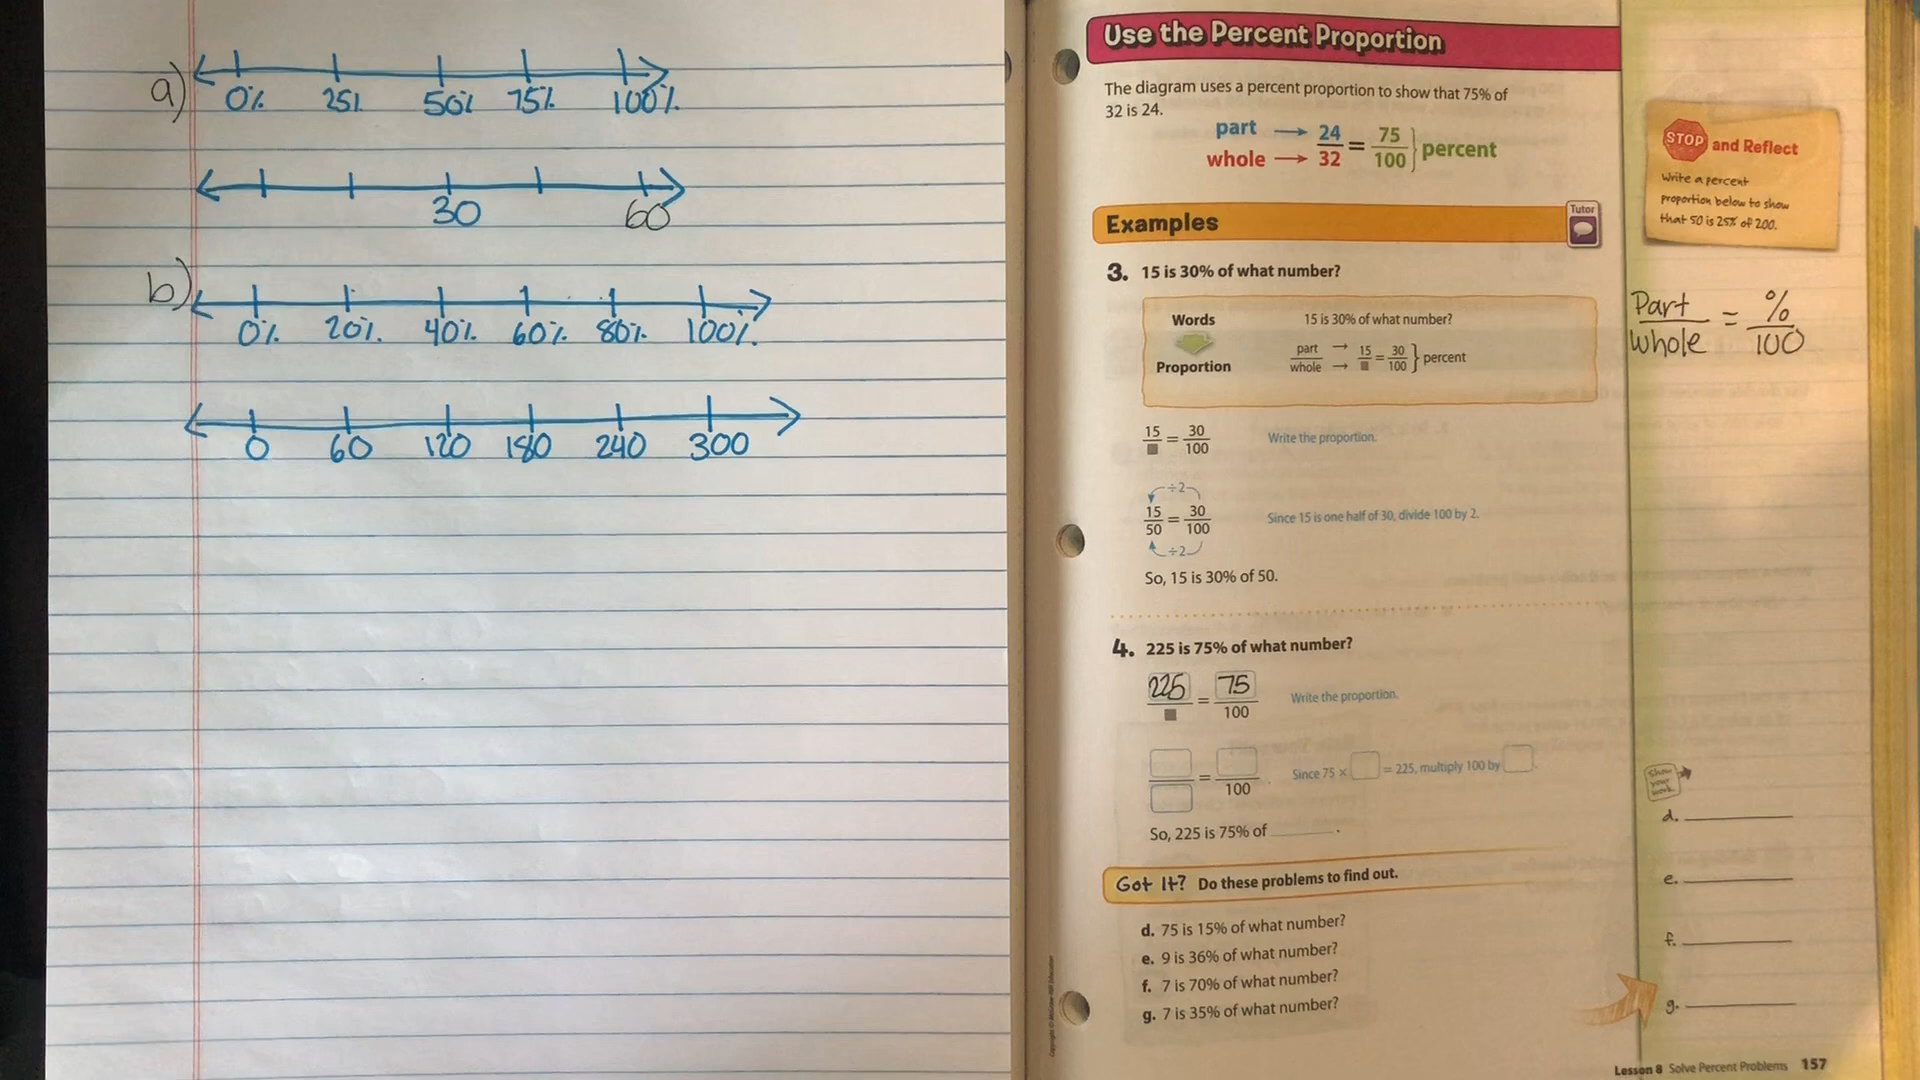 a)
0% 25% 50% 75% 100%
30 60
b)
0% 20% 40% 60% 80% 100%
0 60 120 180 240 300
Use the Percent Proportion
The diagram uses a percent proportion to show that 75% of
32 is 24.
part → 24 = 75 } percent
whole → 32 100
Examples
Tutor
3. 15 is 30% of what number?
Words 15 is 30% of what number?
Proportion part → 15 = 30 } percent
whole → ■ 100
15 = 30 Write the proportion.
■ 100
÷2
15 = 30 Since 15 is one half of 30, divide 100 by 2.
50 100
÷2
So, 15 is 30% of 50.
4. 225 is 75% of what number?
225 = 75 Write the proportion.
■ 100
= Since 75 × = 225, multiply 100 by .
100
So, 225 is 75% of ________ .
Got It? Do these problems to find out.
d. 75 is 15% of what number?
e. 9 is 36% of what number?
f. 7 is 70% of what number?
g. 7 is 35% of what number?
STOP and Reflect
Write a percent
proportion below to show
that 50 is 25% of 200.
Part = %
Whole 100
Show
your
work.
d. ________
e. ________
f. ________
g. ________
Lesson 8 Solve Percent Problems 157